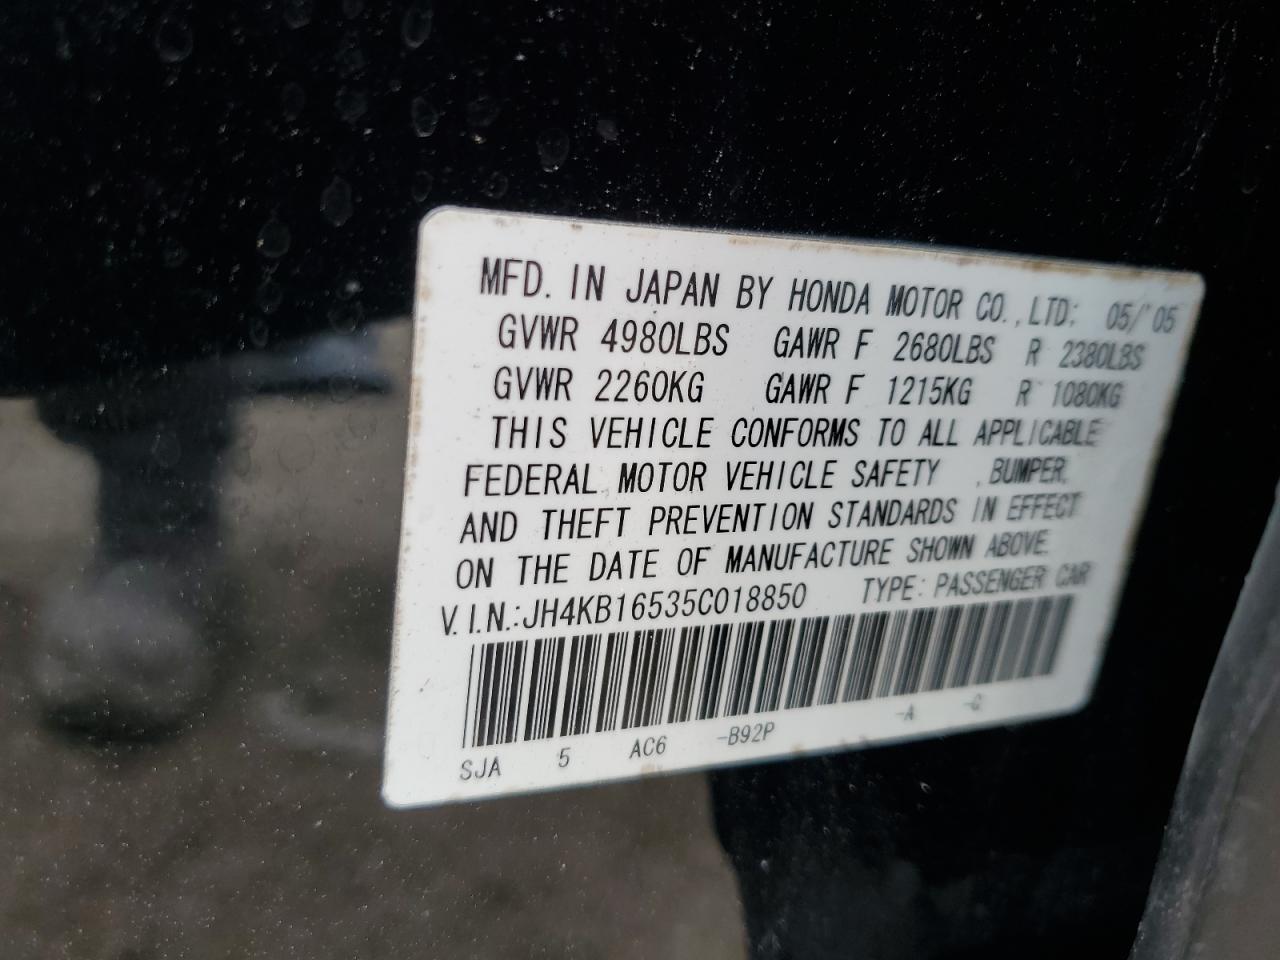 MFD. IN JAPAN BY HONDA MOTOR CO., LTD; 05/'05
GVWR 4980LBS GAWR F 2680LBS R 2380LBS
GVWR 2260KG GAWR F 1215KG R 1080KG
THIS VEHICLE CONFORMS TO ALL APPLICABLE
FEDERAL MOTOR VEHICLE SAFETY , BUMPER,
AND THEFT PREVENTION STANDARDS IN EFFECT
ON THE DATE OF MANUFACTURE SHOWN ABOVE.
V.I.N.:JH4KB16535C018850 TYPE: PASSENGER CAR
SJA 5 AC6 -B92P -A -C